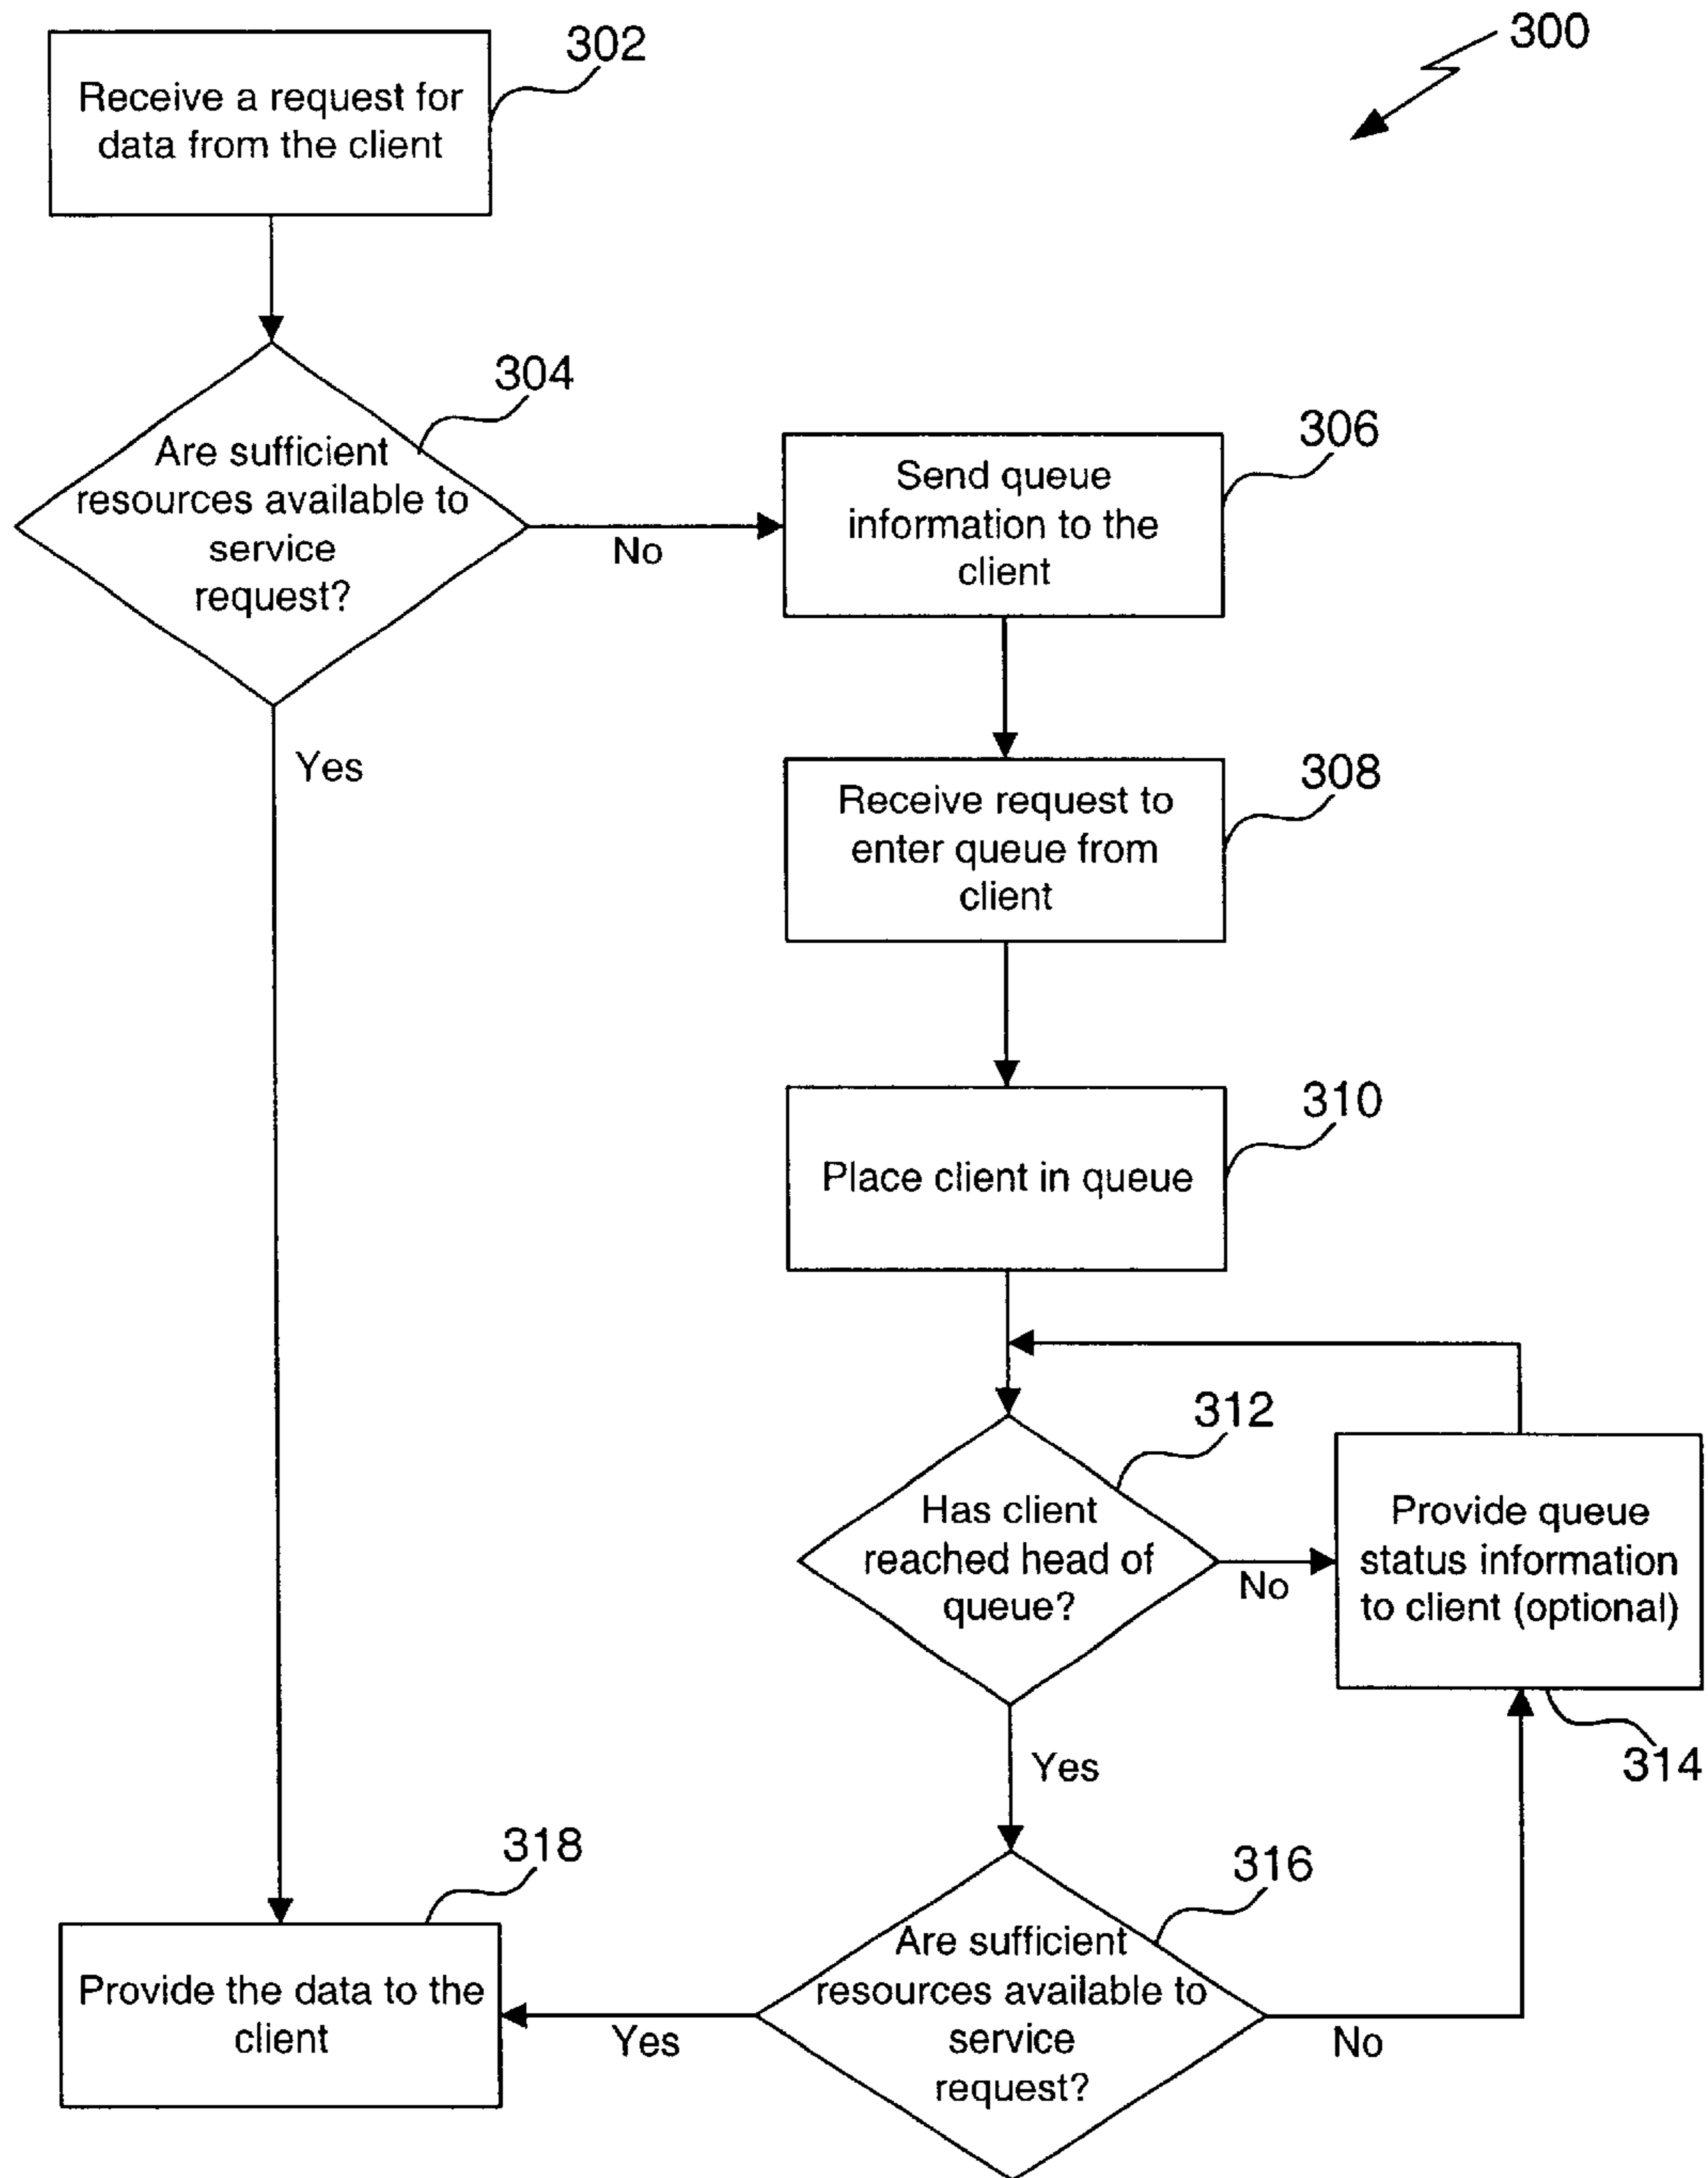 300
302
Receive a request for
data from the client
304
Are sufficient
resources available to
service
request?
No
Yes
306
Send queue
information to the
client
308
Receive request to
enter queue from
client
310
Place client in queue
312
Has client
reached head of
queue?
No
Yes
Provide queue
status information
to client (optional)
314
316
Are sufficient
resources available to
service
request?
Yes
No
318
Provide the data to the
client